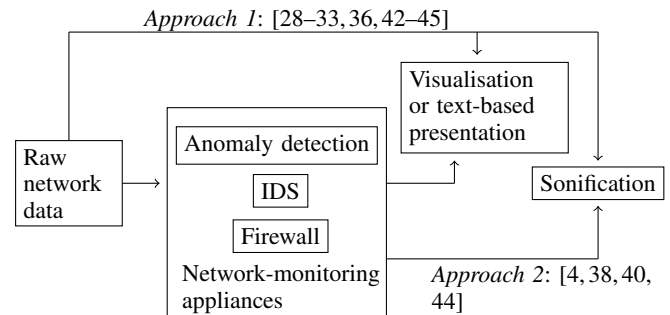 Approach 1: [28–33, 36, 42–45]
Visualisation
or text-based
presentation
Anomaly detection
Raw
network
data
IDS
Sonification
Firewall
Network-monitoring
appliances
Approach 2: [4, 38, 40,
44]